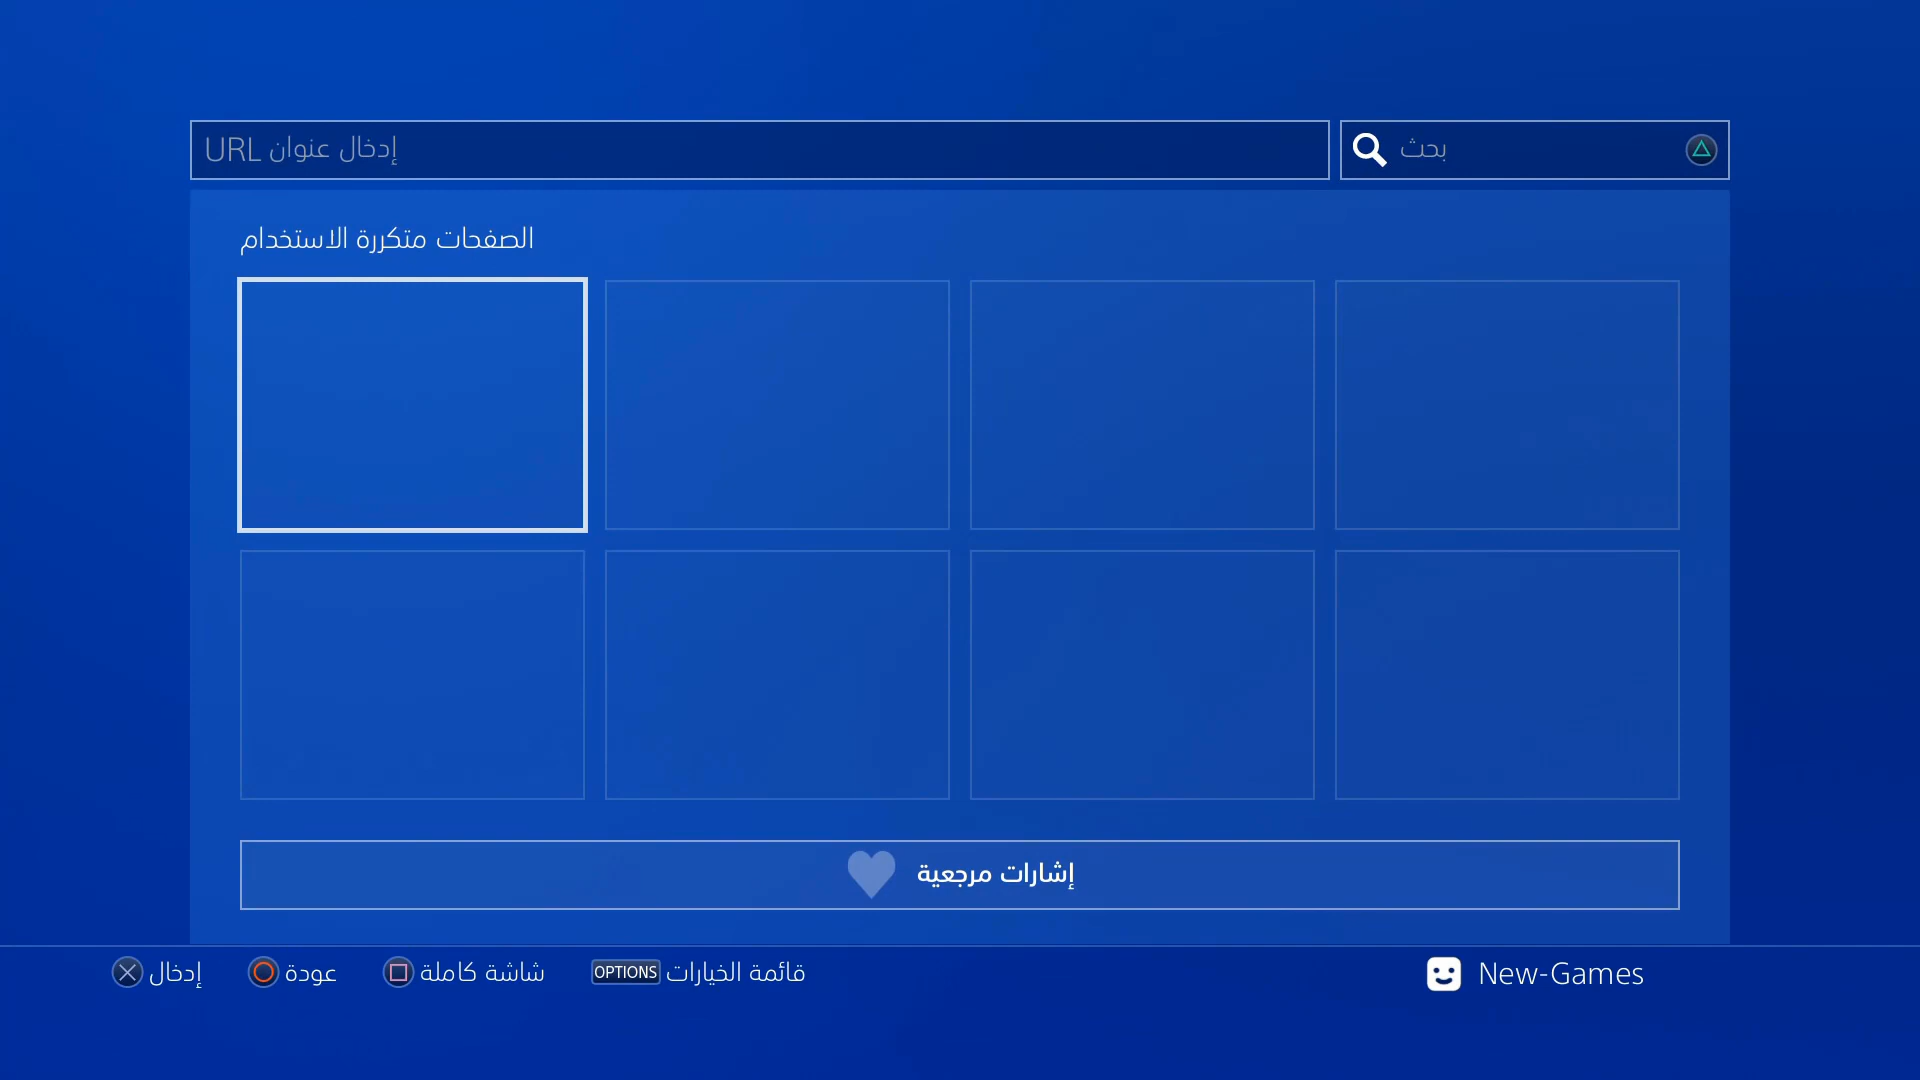 إدخال عنوان URL
بحث
الصفحات متكررة الاستخدام
إشارات مرجعية
إدخال
عودة
شاشة كاملة
OPTIONS قائمة الخيارات
New-Games